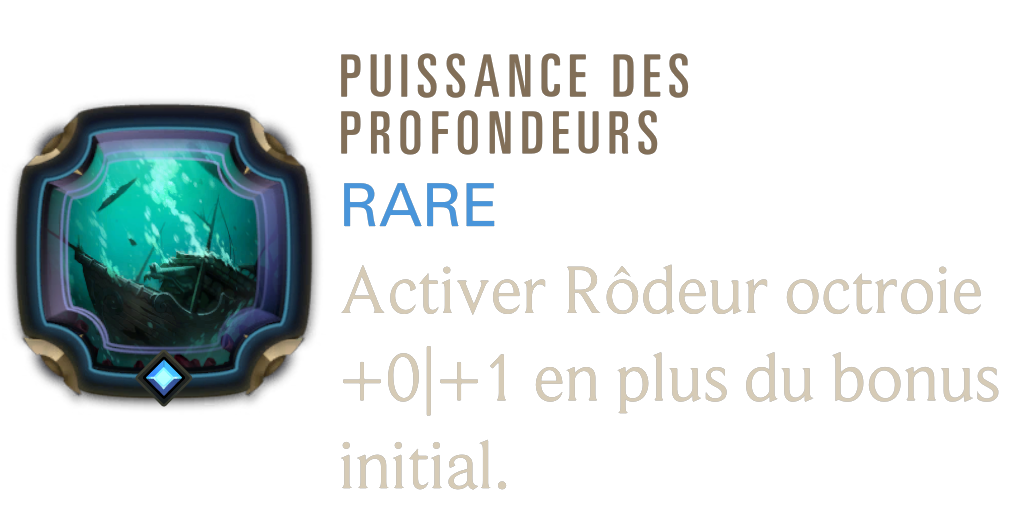 PUISSANCE DES
PROFONDEURS
RARE
Activer Rôdeur octroie
+0|+1 en plus du bonus
initial.